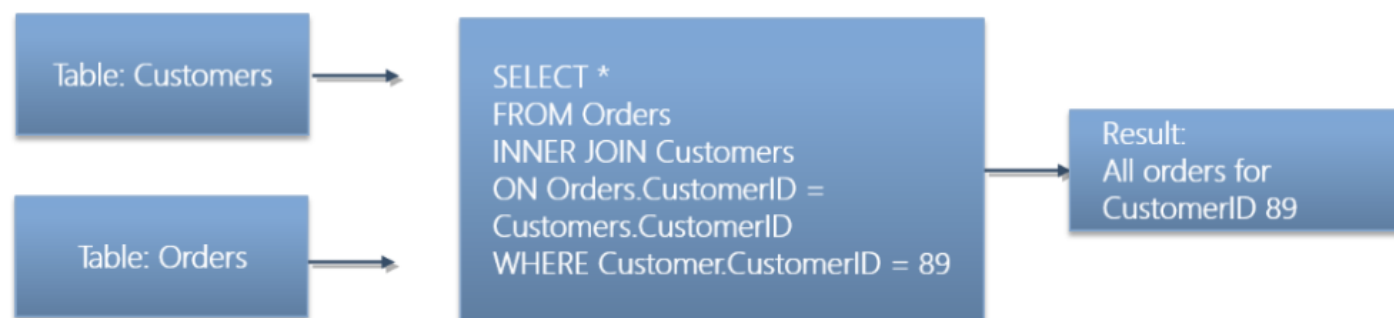 Table: Customers
Table: Orders
SELECT *
FROM Orders
INNER JOIN Customers
ON Orders.CustomerID =
Customers.CustomerID
WHERE Customer.CustomerID = 89
Result:
All orders for
CustomerID 89